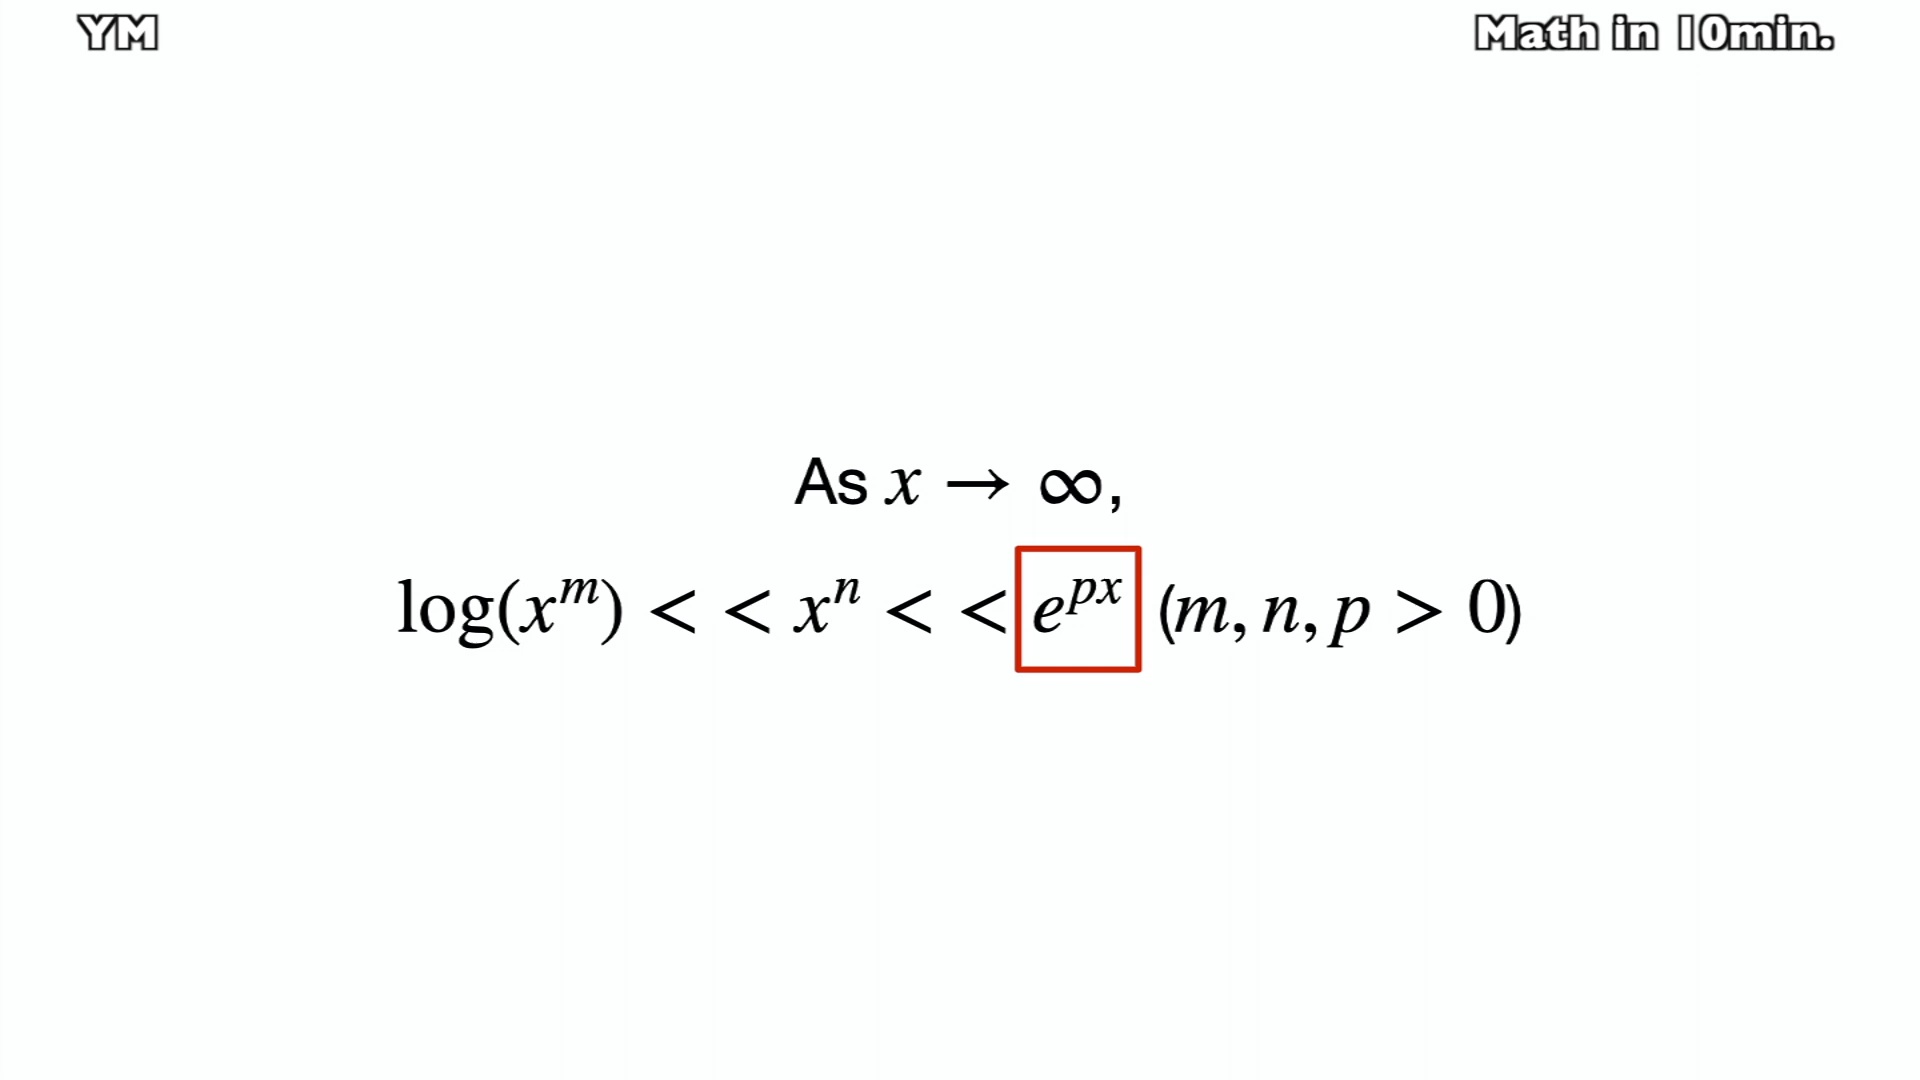 YM
Math in 10min.
As x → ∞,
log(x^m) < < x^n < < e^{px} (m, n, p > 0)